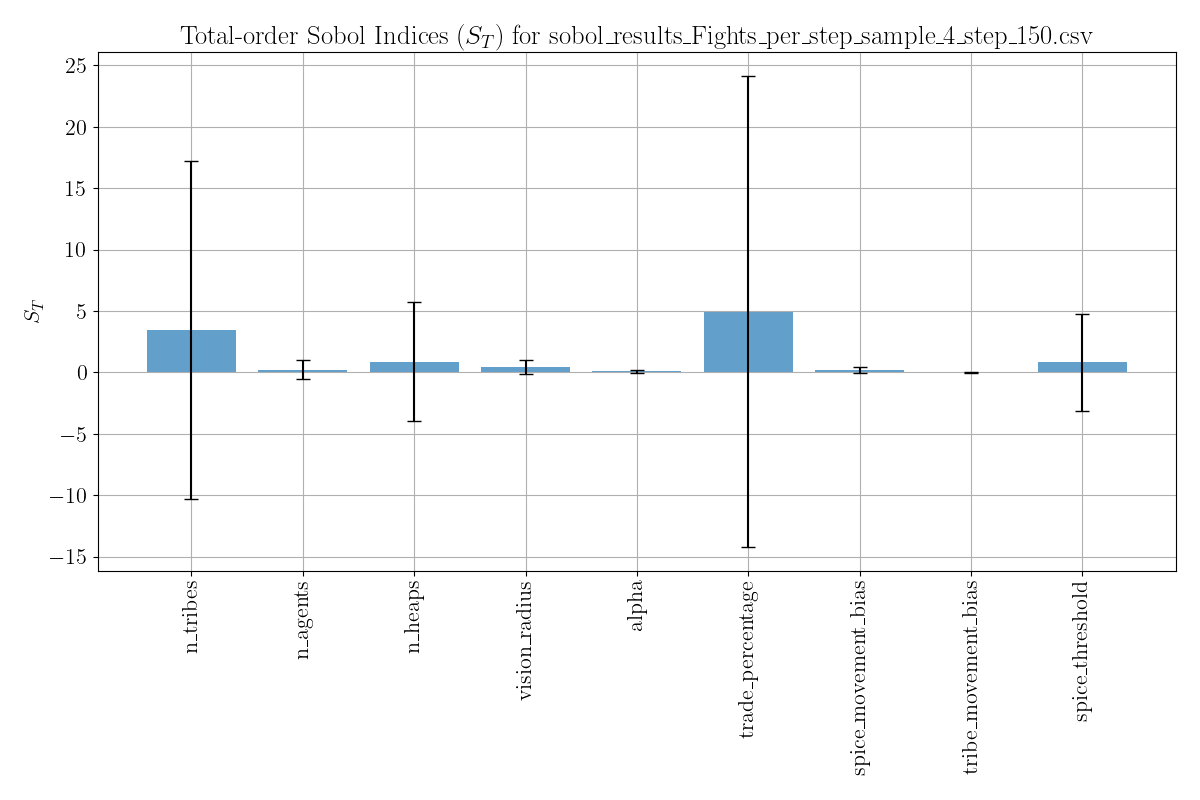 Total-order Sobol Indices (S_T) for sobol_results_Fights_per_step_sample_4_step_150.csv
25
20
15
10
5
0
−5
−10
−15
S_T
n_tribes
n_agents
n_heaps
vision_radius
alpha
trade_percentage
spice_movement_bias
tribe_movement_bias
spice_threshold